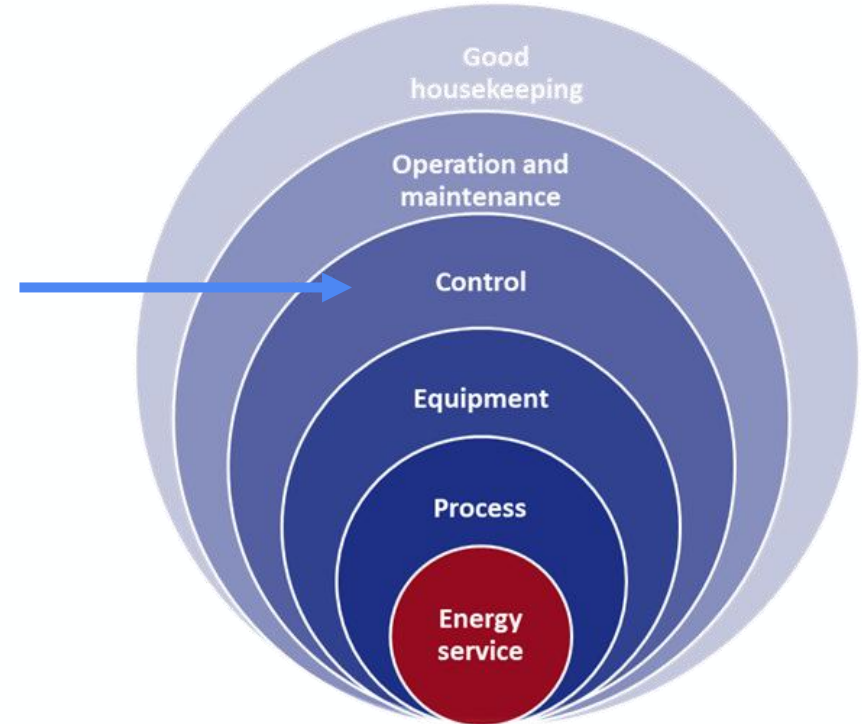 Good
housekeeping
Operation and
maintenance
Control
Equipment
Process
Energy
service